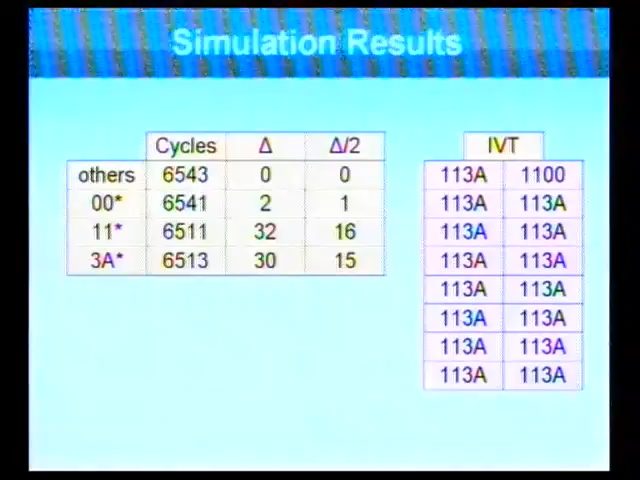 Simulation Results
Cycles Δ Δ/2
others 6543 0 0
00* 6541 2 1
11* 6511 32 16
3A* 6513 30 15
IVT
113A 1100
113A 113A
113A 113A
113A 113A
113A 113A
113A 113A
113A 113A
113A 113A